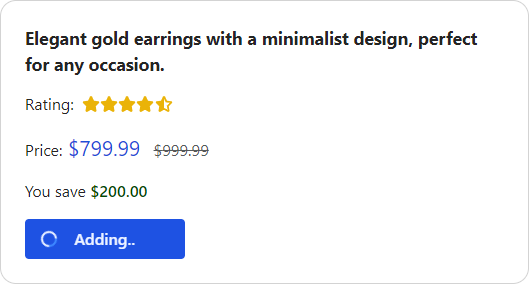 Elegant gold earrings with a minimalist design, perfect
for any occasion.
Rating:
Price: $799.99 $999.99
You save $200.00
Adding..